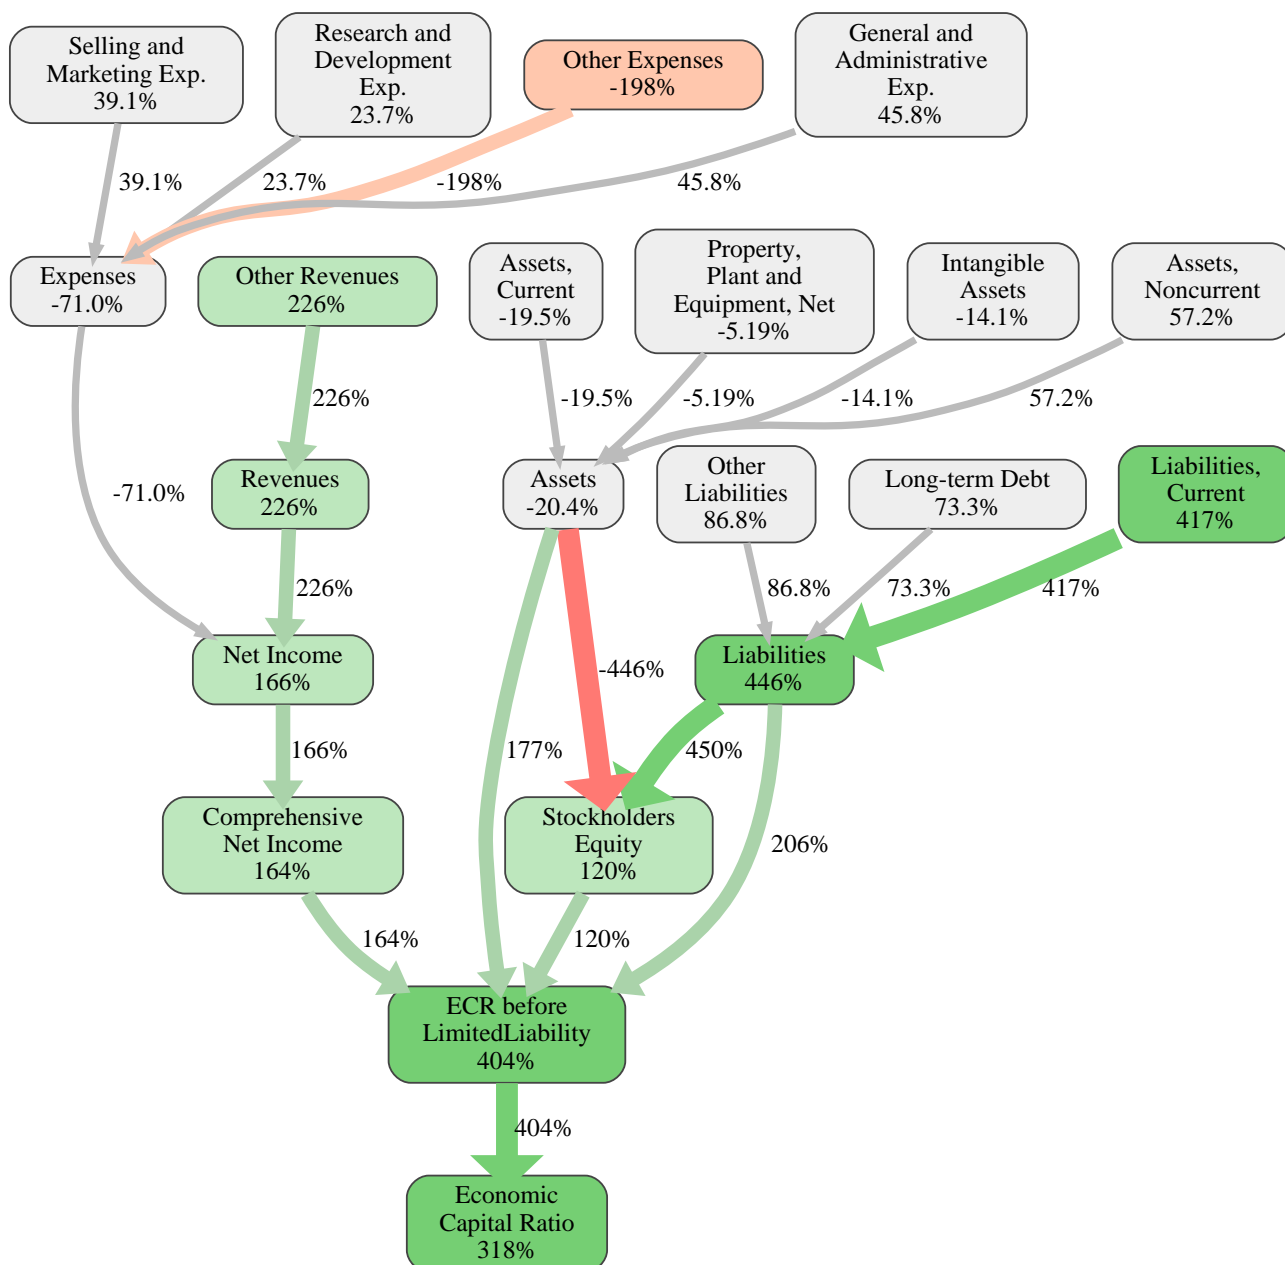 Selling and
Marketing Exp.
39.1%
Research and
Development
Exp.
23.7%
Other Expenses
-198%
General and
Administrative
Exp.
45.8%
39.1%
23.7%
-198%
45.8%
Expenses
-71.0%
Other Revenues
226%
Assets,
Current
-19.5%
Property,
Plant and
Equipment, Net
-5.19%
Intangible
Assets
-14.1%
Assets,
Noncurrent
57.2%
226%
-19.5%
-5.19%
-14.1%
57.2%
-71.0%
Revenues
226%
Assets
-20.4%
Other
Liabilities
86.8%
Long-term Debt
73.3%
Liabilities,
Current
417%
226%
86.8%
73.3%
417%
Net Income
166%
-446%
Liabilities
446%
166%
177%
450%
206%
Comprehensive
Net Income
164%
Stockholders
Equity
120%
164%
120%
ECR before
LimitedLiability
404%
404%
Economic
Capital Ratio
318%